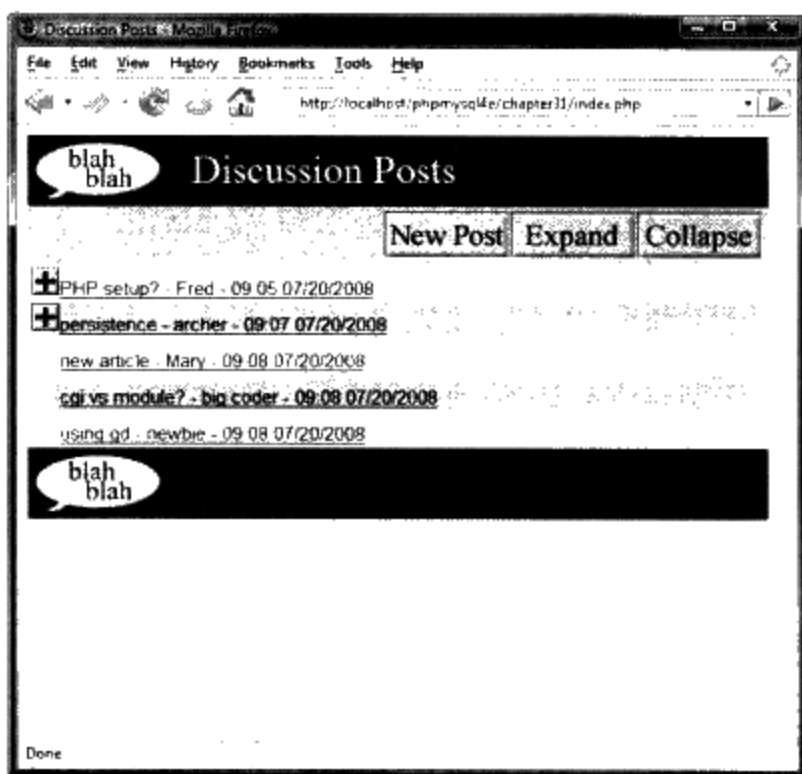 Discussion Posts - Mozilla Firefox
File Edit View History Bookmarks Tools Help
http://localhost/phpmysql4e/chapter31/index.php
blah
blah
Discussion Posts
New Post Expand Collapse
PHP setup? - Fred - 09:05 07/20/2008
persistence - archer - 09:07 07/20/2008
new article - Mary - 09:08 07/20/2008
cgi vs module? - big coder - 09:08 07/20/2008
using gd - newbie - 09:08 07/20/2008
blah
blah
Done